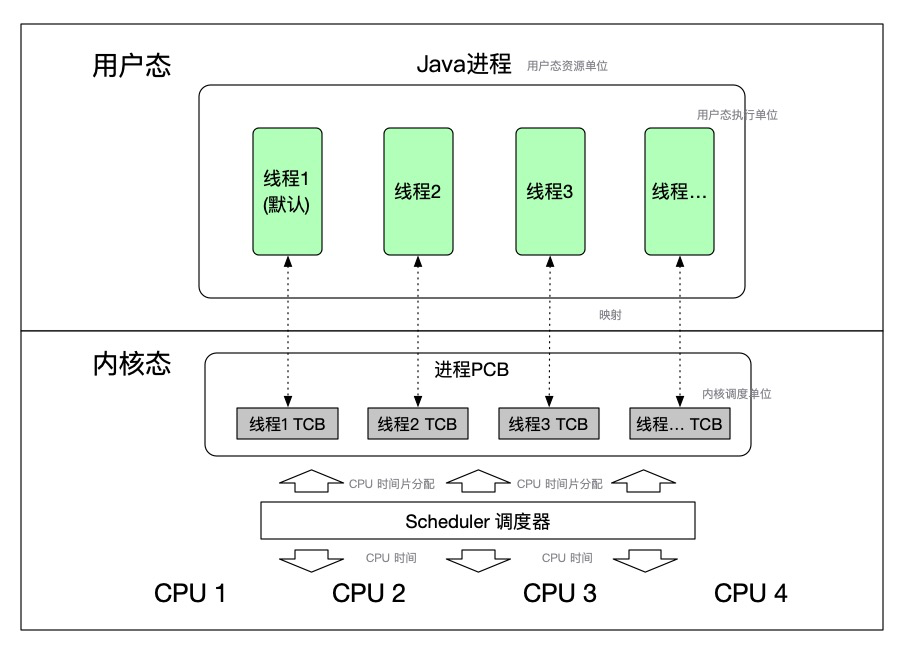 用户态
Java进程 用户态资源单位
用户态执行单位
线程1
(默认)
线程2
线程3
线程...
映射
内核态
进程PCB
内核调度单位
线程1 TCB
线程2 TCB
线程3 TCB
线程... TCB
CPU 时间片分配
CPU 时间片分配
Scheduler 调度器
CPU 时间
CPU 时间
CPU 1
CPU 2
CPU 3
CPU 4